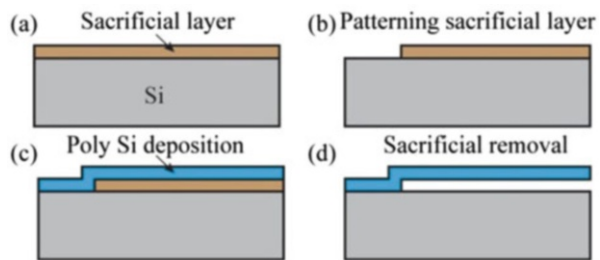 (a) Sacrificial layer
(b) Patterning sacrificial layer
Si
(c) Poly Si deposition
(d) Sacrificial removal